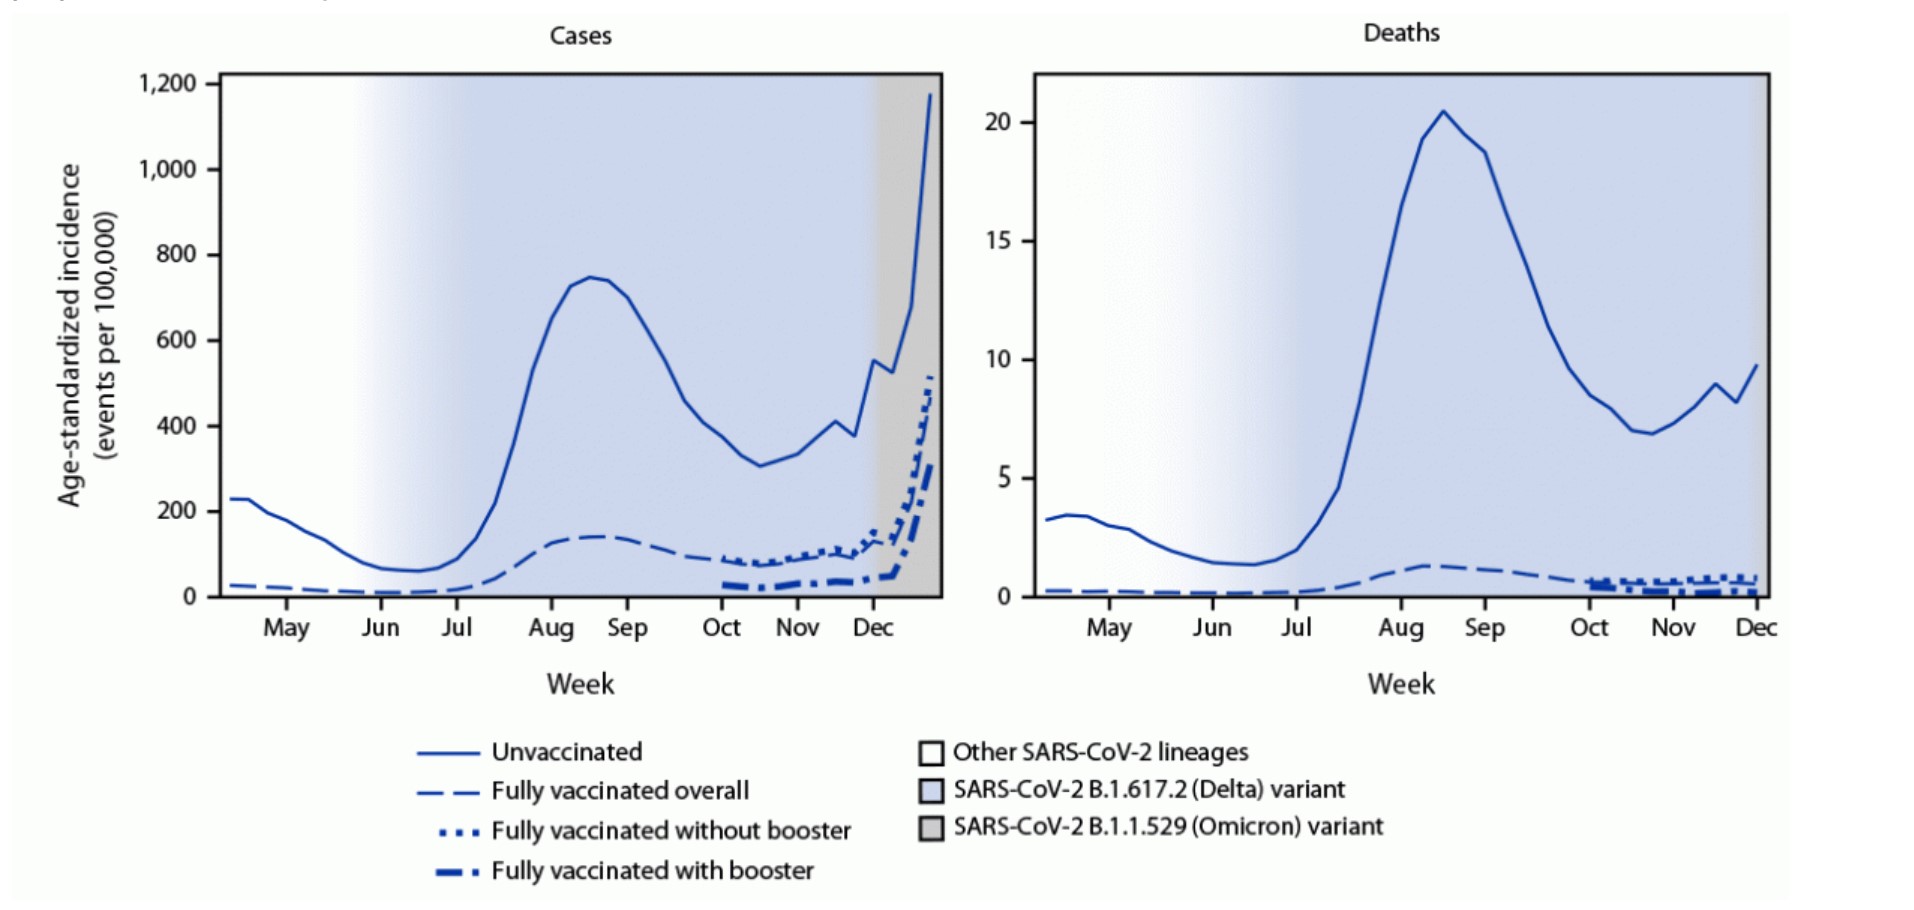 Cases
Deaths
Age-standardized incidence
(events per 100,000)
1,200
1,000
800
600
400
200
0
May Jun Jul Aug Sep Oct Nov Dec
Week
20
15
10
5
0
May Jun Jul Aug Sep Oct Nov Dec
Week
Unvaccinated
Fully vaccinated overall
Fully vaccinated without booster
Fully vaccinated with booster
Other SARS-CoV-2 lineages
SARS-CoV-2 B.1.617.2 (Delta) variant
SARS-CoV-2 B.1.1.529 (Omicron) variant